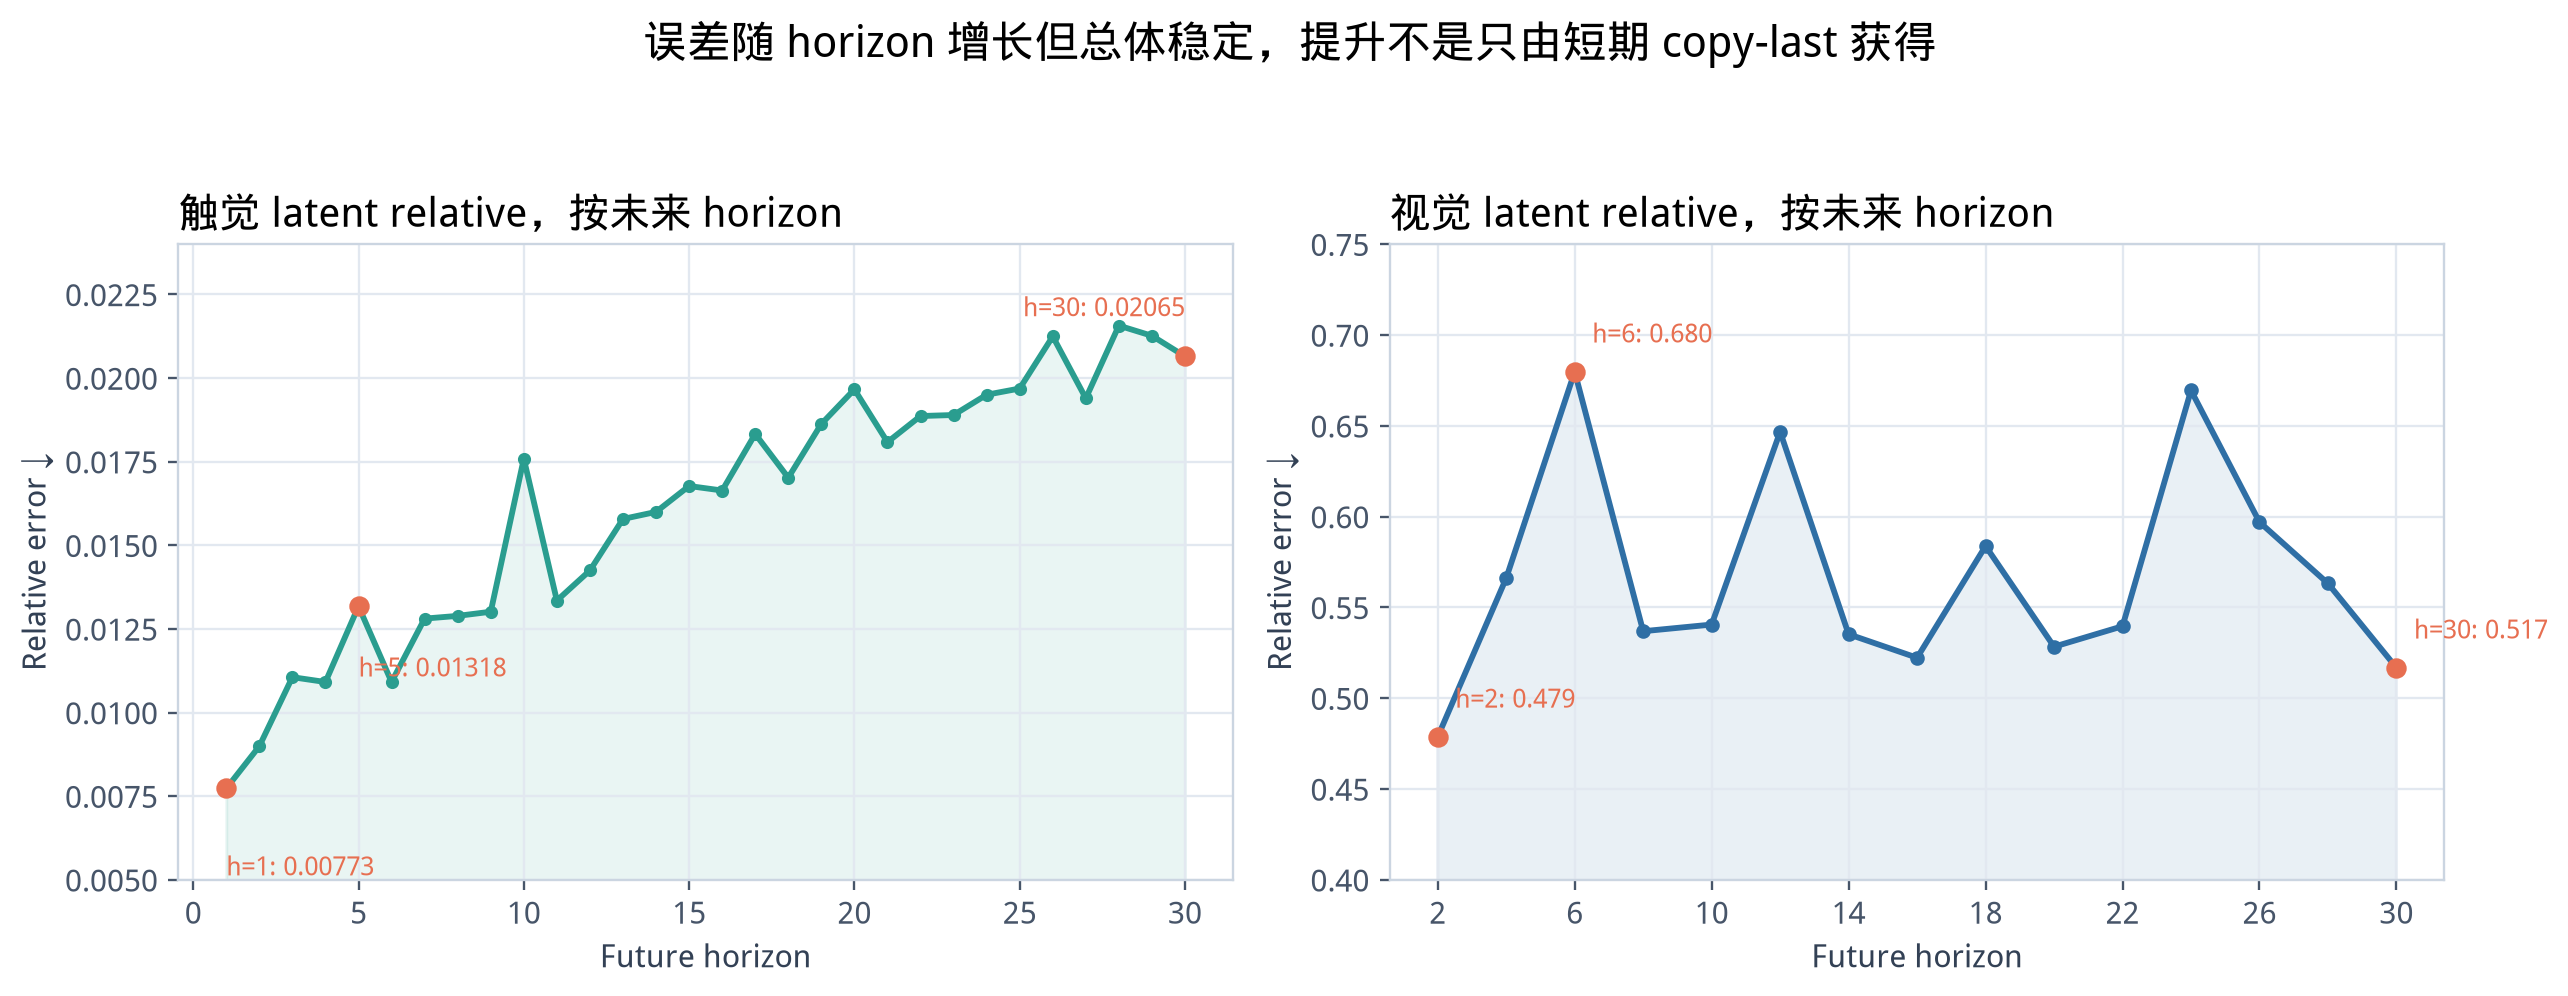 误差随 horizon 增长但总体稳定，提升不是只由短期 copy-last 获得
触觉 latent relative，按未来 horizon
Relative error ↓
0.0225
0.0200
0.0175
0.0150
0.0125
0.0100
0.0075
0.0050
h=30: 0.02065
h=5: 0.01318
h=1: 0.00773
0 5 10 15 20 25 30
Future horizon
视觉 latent relative，按未来 horizon
Relative error ↓
0.75
0.70
0.65
0.60
0.55
0.50
0.45
0.40
h=6: 0.680
h=30: 0.517
h=2: 0.479
2 6 10 14 18 22 26 30
Future horizon